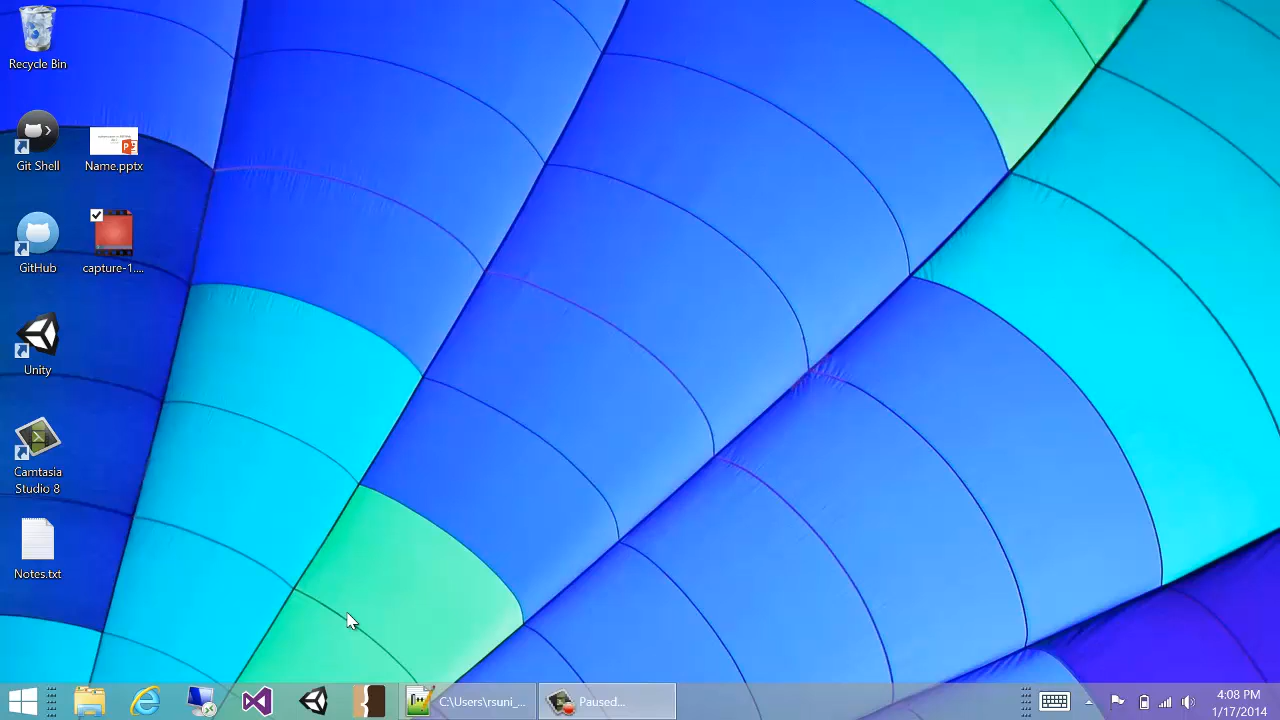 Recycle Bin
Git Shell
Name.pptx
GitHub
capture-1....
Unity
Camtasia
Studio 8
Notes.txt
C:\Users\rsuni_...
Paused...
4:08 PM
1/17/2014